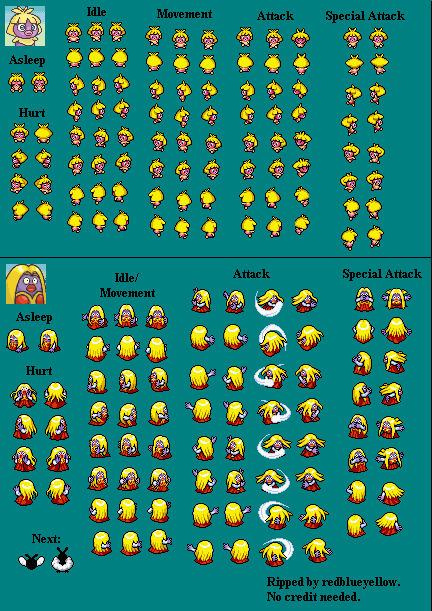 Idle
Movement
Attack
Special Attack
Asleep
Hurt
Idle/
Movement
Attack
Special Attack
Asleep
Hurt
Next:
Ripped by redblueyellow.
No credit needed.